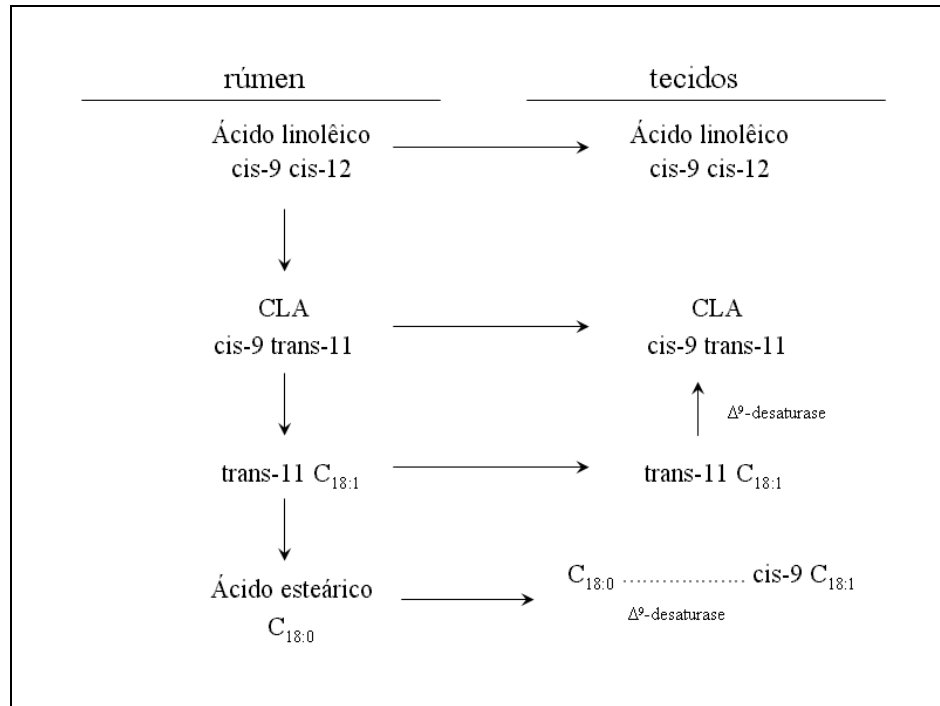 rúmen
tecidos
Ácido linolêico
cis-9 cis-12
Ácido linolêico
cis-9 cis-12
CLA
cis-9 trans-11
CLA
cis-9 trans-11
Δ⁹-desaturase
trans-11 C₁₈:₁
trans-11 C₁₈:₁
Ácido esteárico
C₁₈:₀
C₁₈:₀ ................... cis-9 C₁₈:₁
Δ⁹-desaturase